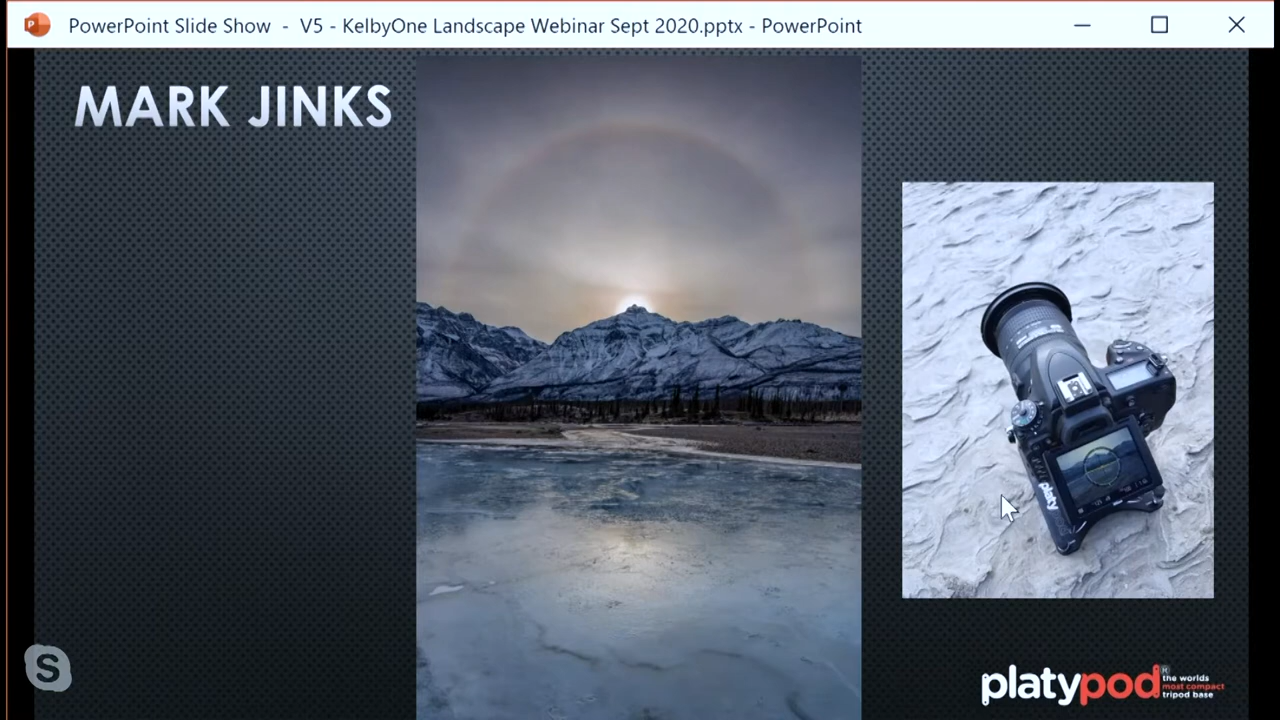 PowerPoint Slide Show - V5 - KelbyOne Landscape Webinar Sept 2020.pptx - PowerPoint
MARK JINKS
platy
S
platypod
the worlds
most compact
tripod base